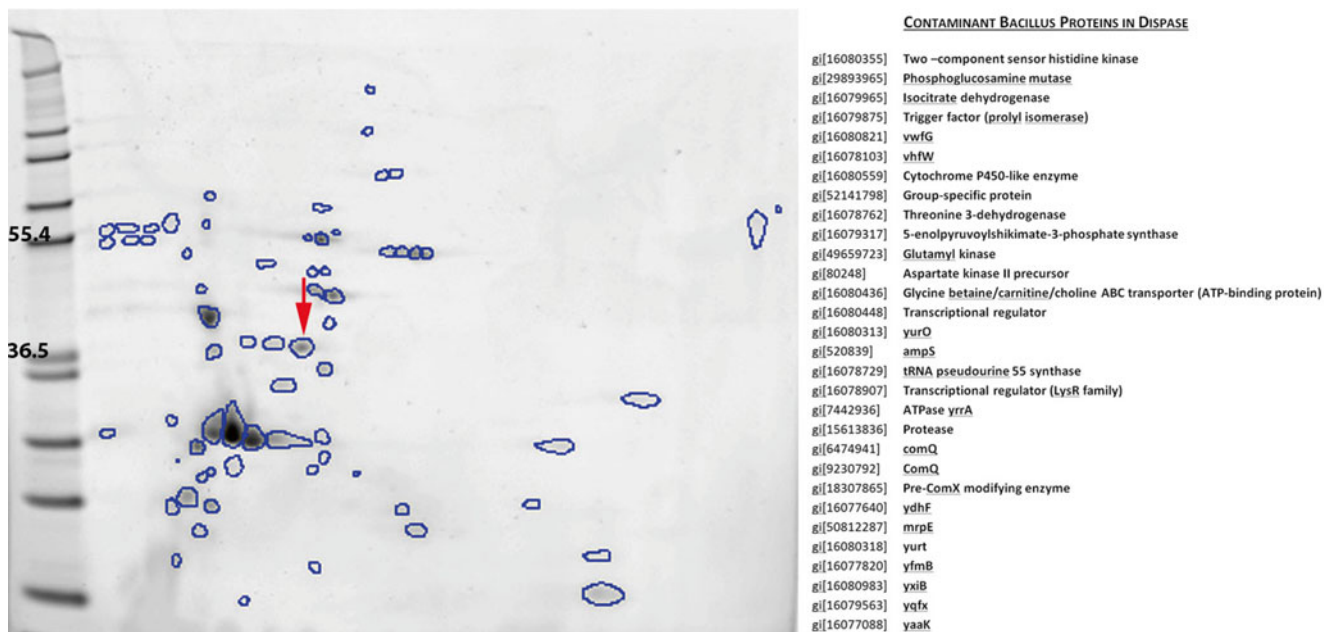 CONTAMINANT BACILLUS PROTEINS IN DISPASE
55.4
36.5
gi[16080355] Two –component sensor histidine kinase
gi[29893965] Phosphoglucosamine mutase
gi[16079965] Isocitrate dehydrogenase
gi[16079875] Trigger factor (prolyl isomerase)
gi[16080821] vwfG
gi[16078103] vhfW
gi[16080559] Cytochrome P450-like enzyme
gi[52141798] Group-specific protein
gi[16078762] Threonine 3-dehydrogenase
gi[16079317] 5-enolpyruvoylshikimate-3-phosphate synthase
gi[49659723] Glutamyl kinase
gi[80248] Aspartate kinase II precursor
gi[16080436] Glycine betaine/carnitine/choline ABC transporter (ATP-binding protein)
gi[16080448] Transcriptional regulator
gi[16080313] yurO
gi[520839] ampS
gi[16078729] tRNA pseudourine 55 synthase
gi[16078907] Transcriptional regulator (LysR family)
gi[7442936] ATPase yrrA
gi[15613836] Protease
gi[6474941] comQ
gi[9230792] ComQ
gi[18307865] Pre-ComX modifying enzyme
gi[16077640] ydhF
gi[50812287] mrpE
gi[16080318] yurt
gi[16077820] yfmB
gi[16080983] yxiB
gi[16079563] yqfx
gi[16077088] yaaK